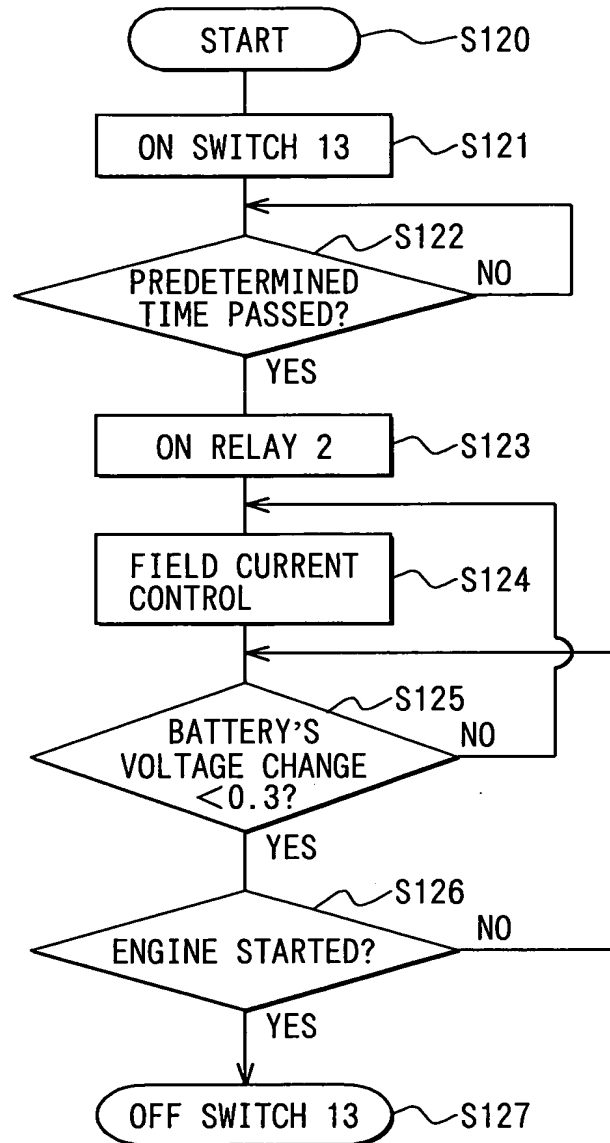 START
S120
ON SWITCH 13
S121
S122
PREDETERMINED
TIME PASSED?
NO
YES
ON RELAY 2
S123
FIELD CURRENT
CONTROL
S124
S125
BATTERY'S
VOLTAGE CHANGE
<0.3?
NO
YES
S126
ENGINE STARTED?
NO
YES
OFF SWITCH 13
S127